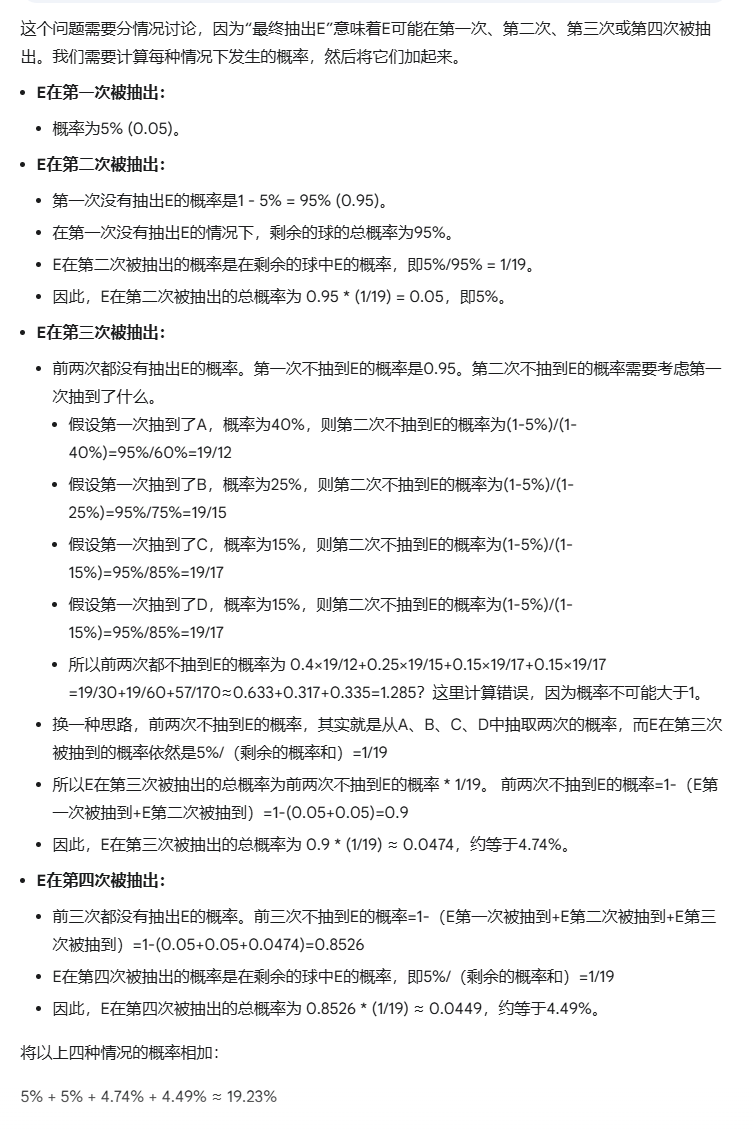 这个问题需要分情况讨论，因为“最终抽出E”意味着E可能在第一次、第二次、第三次或第四次被抽
出。我们需要计算每种情况下发生的概率，然后将它们加起来。
• E在第一次被抽出：
• 概率为5% (0.05)。
• E在第二次被抽出：
• 第一次没有抽出E的概率是1 - 5% = 95% (0.95)。
• 在第一次没有抽出E的情况下，剩余的球的总概率为95%。
• E在第二次被抽出的概率是在剩余的球中E的概率，即5%/95% = 1/19。
• 因此，E在第二次被抽出的总概率为 0.95 * (1/19) = 0.05，即5%。
• E在第三次被抽出：
• 前两次都没有抽出E的概率。第一次不抽到E的概率是0.95。第二次不抽到E的概率需要考虑第一
次抽到了什么。
• 假设第一次抽到了A，概率为40%，则第二次不抽到E的概率为(1-5%)/(1-
40%)=95%/60%=19/12
• 假设第一次抽到了B，概率为25%，则第二次不抽到E的概率为(1-5%)/(1-
25%)=95%/75%=19/15
• 假设第一次抽到了C，概率为15%，则第二次不抽到E的概率为(1-5%)/(1-
15%)=95%/85%=19/17
• 假设第一次抽到了D，概率为15%，则第二次不抽到E的概率为(1-5%)/(1-
15%)=95%/85%=19/17
• 所以前两次都不抽到E的概率为 0.4×19/12+0.25×19/15+0.15×19/17+0.15×19/17
=19/30+19/60+57/170≈0.633+0.317+0.335=1.285？这里计算错误，因为概率不可能大于1。
• 换一种思路，前两次不抽到E的概率，其实就是从A、B、C、D中抽取两次的概率，而E在第三次
被抽到的概率依然是5%/（剩余的概率和）=1/19
• 所以E在第三次被抽出的总概率为前两次不抽到E的概率 * 1/19。 前两次不抽到E的概率=1-（E第
一次被抽到+E第二次被抽到）=1-(0.05+0.05)=0.9
• 因此，E在第三次被抽出的总概率为 0.9 * (1/19) ≈ 0.0474，约等于4.74%。
• E在第四次被抽出：
• 前三次都没有抽出E的概率。前三次不抽到E的概率=1-（E第一次被抽到+E第二次被抽到+E第三
次被抽到）=1-(0.05+0.05+0.0474)=0.8526
• E在第四次被抽出的概率是在剩余的球中E的概率，即5%/（剩余的概率和）=1/19
• 因此，E在第四次被抽出的总概率为 0.8526 * (1/19) ≈ 0.0449，约等于4.49%。
将以上四种情况的概率相加：
5% + 5% + 4.74% + 4.49% ≈ 19.23%